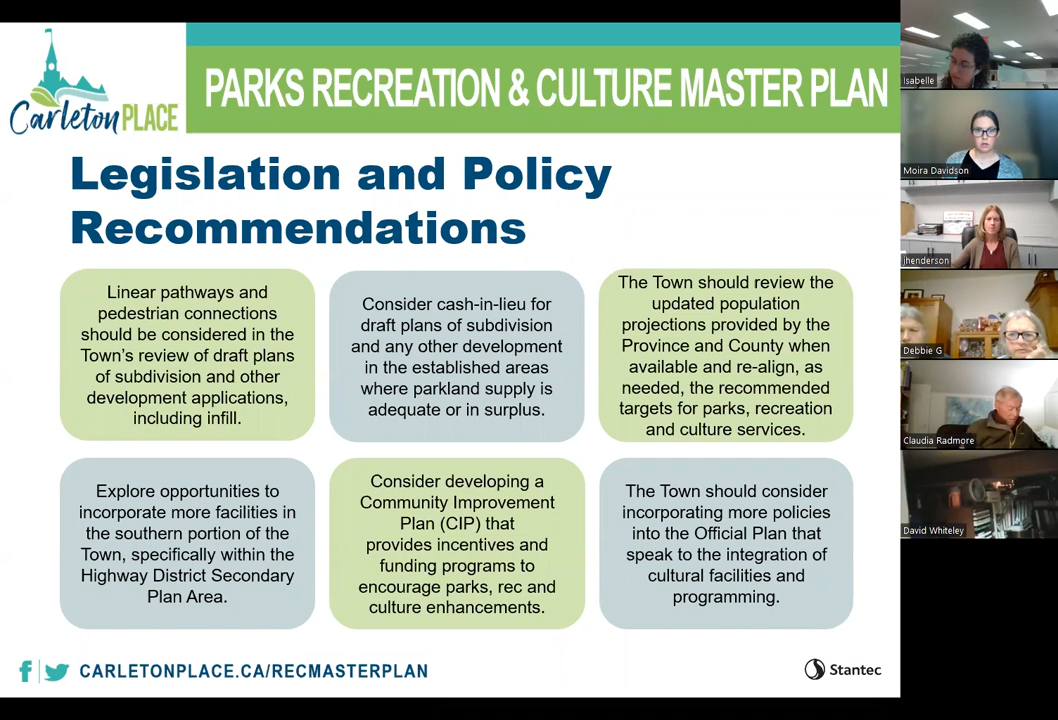 Carleton PLACE
PARKS RECREATION & CULTURE MASTER PLAN
Legislation and Policy
Recommendations
Linear pathways and
pedestrian connections
should be considered in the
Town's review of draft plans
of subdivision and other
development applications,
including infill.
Consider cash-in-lieu for
draft plans of subdivision
and any other development
in the established areas
where parkland supply is
adequate or in surplus.
The Town should review the
updated population
projections provided by the
Province and County when
available and re-align, as
needed, the recommended
targets for parks, recreation
and culture services.
Explore opportunities to
incorporate more facilities in
the southern portion of the
Town, specifically within the
Highway District Secondary
Plan Area.
Consider developing a
Community Improvement
Plan (CIP) that
provides incentives and
funding programs to
encourage parks, rec and
culture enhancements.
The Town should consider
incorporating more policies
into the Official Plan that
speak to the integration of
cultural facilities and
programming.
CARLETONPLACE.CA/RECMASTERPLAN
Stantec
Isabelle
Moira Davidson
jhenderson
Debbie G
Claudia Radmore
David Whiteley